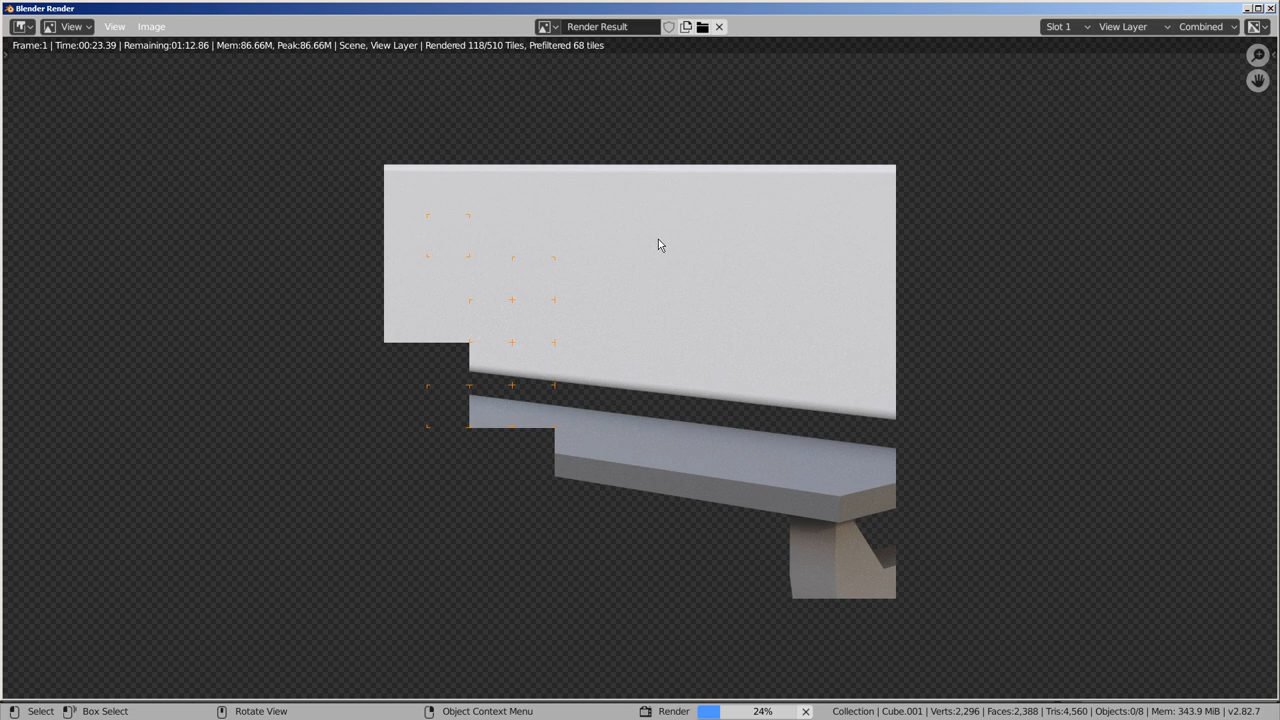 Blender Render
View View Image Render Result Slot 1 View Layer Combined
Frame:1 | Time:00:23.39 | Remaining:01:12.86 | Mem:86.66M, Peak:86.66M | Scene, View Layer | Rendered 118/510 Tiles, Prefiltered 68 tiles
Select Box Select Rotate View Object Context Menu Render 24% Collection | Cube.001 | Verts:2,296 | Faces:2,388 | Tris:4,560 | Objects:0/8 | Mem: 343.9 MiB | v2.82.7